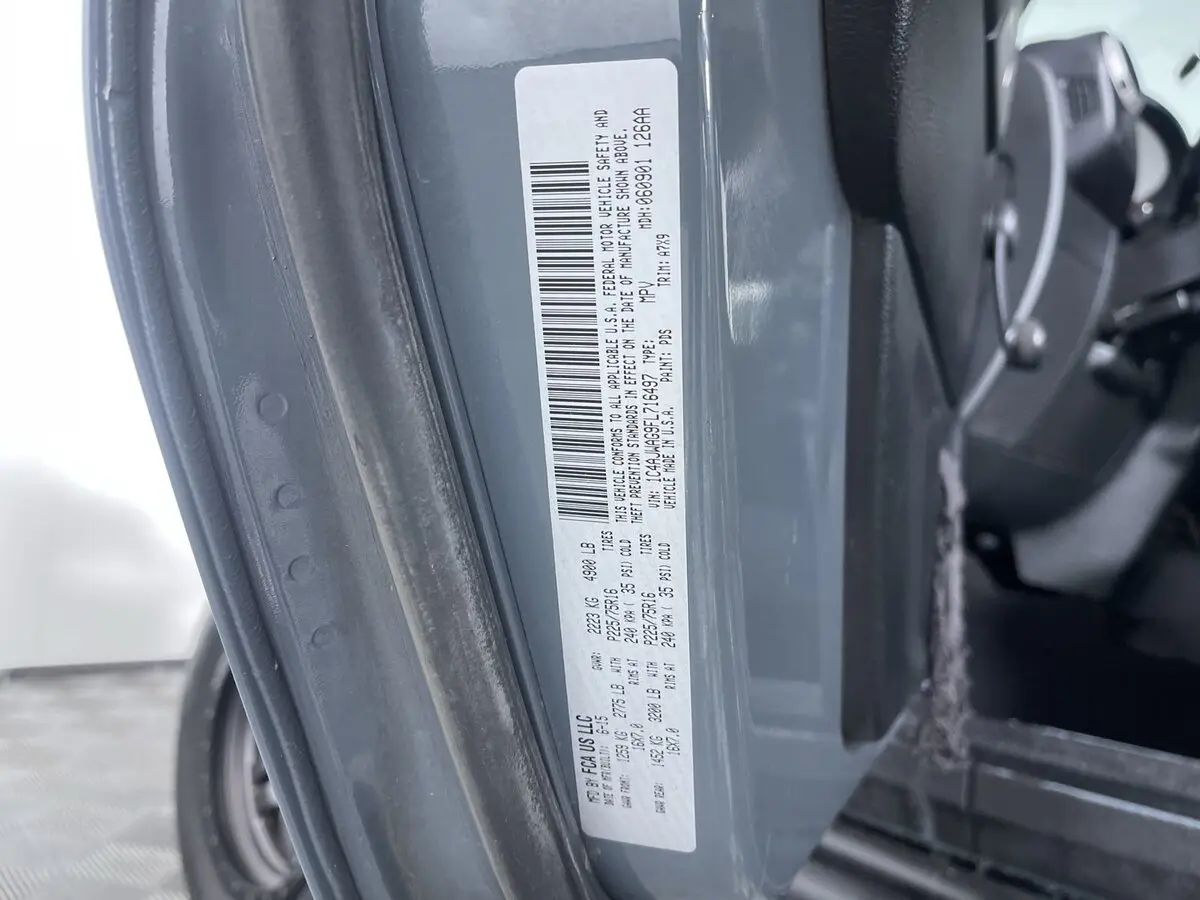 MFD BY FCA US LLC
DATE OF MFR(BUILT): 6-15
GVWR: 2223 KG 4900 LB
GAWR FRONT: 1259 KG 2775 LB WITH P225/75R16 TIRES
16X7.0 RIMS AT 240 KPA( 35 PSI) COLD
GAWR REAR: 1452 KG 3200 LB WITH P225/75R16 TIRES
16X7.0 RIMS AT 240 KPA( 35 PSI) COLD
THIS VEHICLE CONFORMS TO ALL APPLICABLE U.S.A. FEDERAL MOTOR VEHICLE SAFETY AND
THEFT PREVENTION STANDARDS IN EFFECT ON THE DATE OF MANUFACTURE SHOWN ABOVE.
VIN: 1C4AJWAG9FL716497 TYPE: MPV MDH:060901 126AA
VEHICLE MADE IN U.S.A. PAINT: PDS TRIM: A7X9